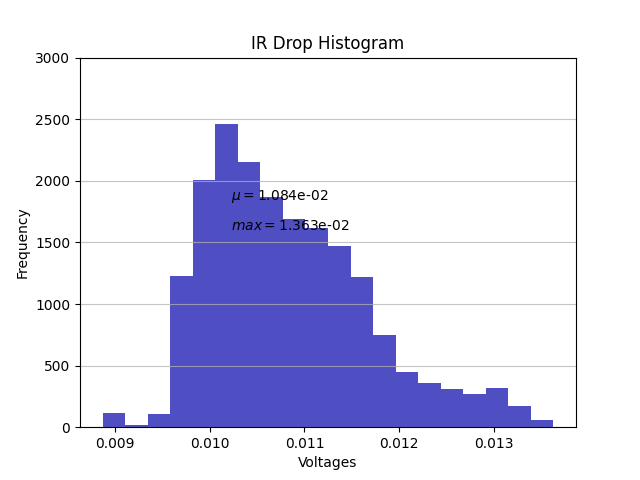 IR Drop Histogram
3000
2500
2000
1500
1000
500
0
Frequency
μ = 1.084e-02
max = 1.363e-02
0.009 0.010 0.011 0.012 0.013
Voltages